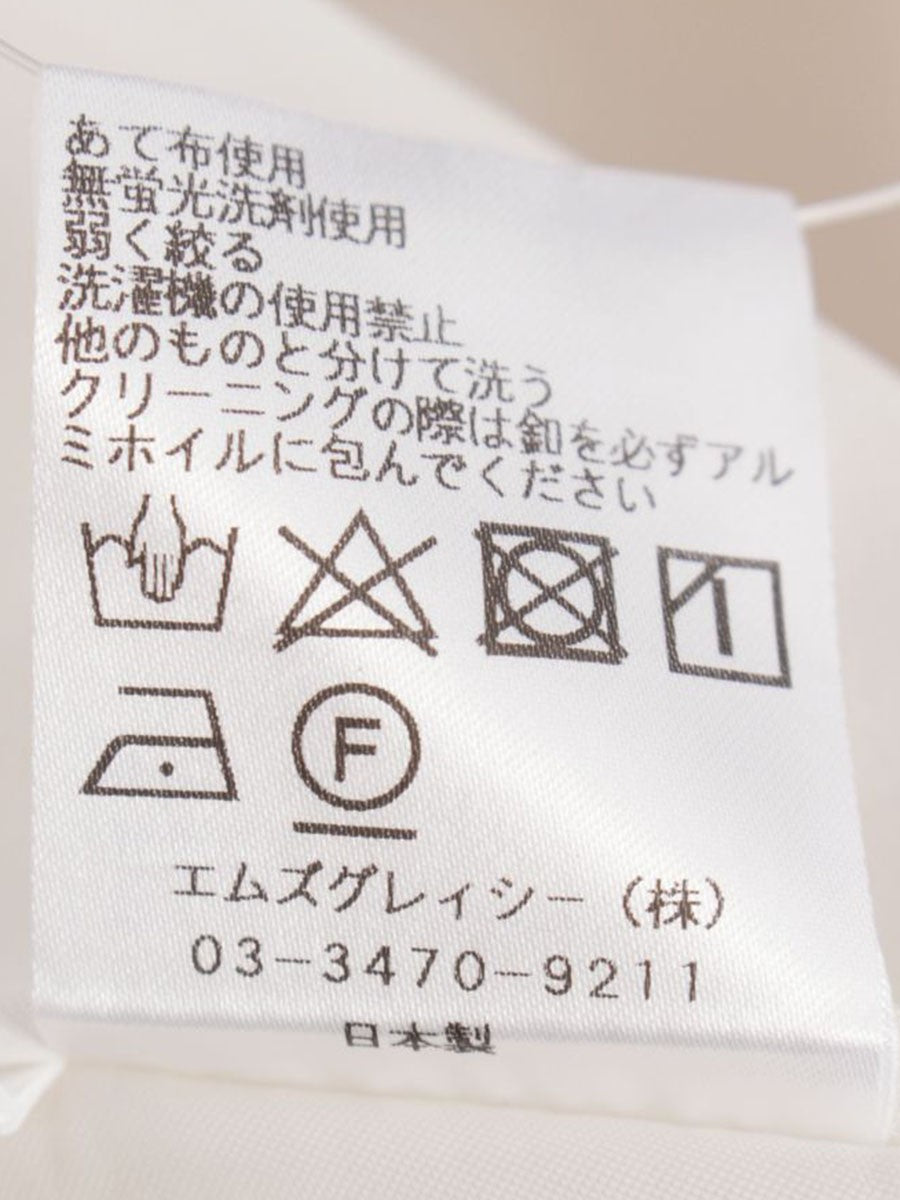 あて布使用
無蛍光洗剤使用
弱く絞る
洗濯機の使用禁止
他のものと分けて洗う
クリーニングの際は釦を必ずアル
ミホイルに包んでください
F
エムズグレイシー（株）
03-3470-9211
日本製